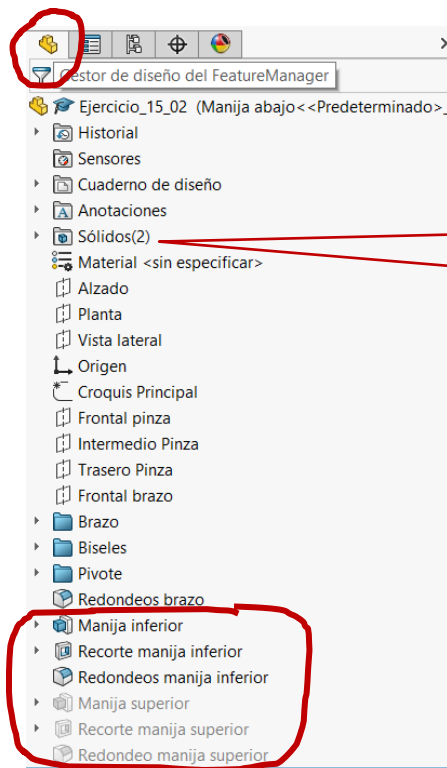 Gestor de diseño del FeatureManager
Ejercicio_15_02 (Manija abajo<<Predeterminado>_
Historial
Sensores
Cuaderno de diseño
Anotaciones
Sólidos(2)
Material <sin especificar>
Alzado
Planta
Vista lateral
Origen
Croquis Principal
Frontal pinza
Intermedio Pinza
Trasero Pinza
Frontal brazo
Brazo
Biseles
Pivote
Redondeos brazo
Manija inferior
Recorte manija inferior
Redondeos manija inferior
Manija superior
Recorte manija superior
Redondeo manija superior